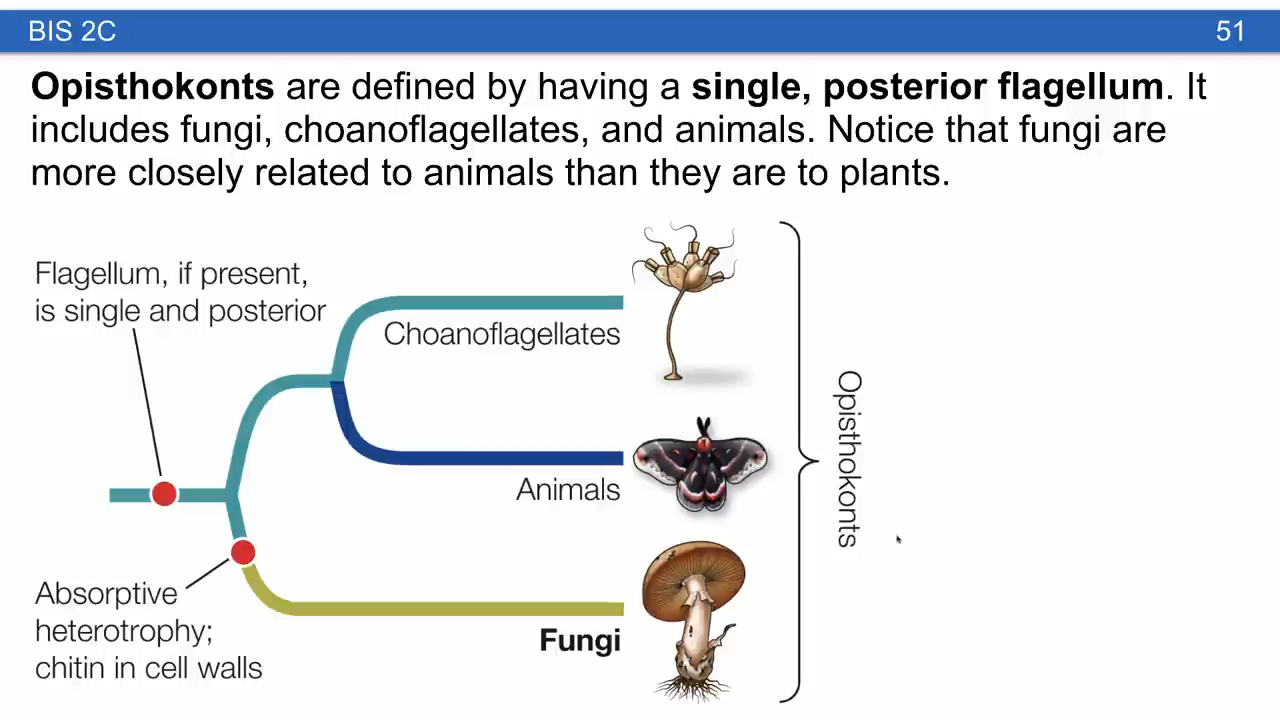 BIS 2C
51
Opisthokonts are defined by having a single, posterior flagellum. It
includes fungi, choanoflagellates, and animals. Notice that fungi are
more closely related to animals than they are to plants.
Flagellum, if present,
is single and posterior
Choanoflagellates
Animals
Opisthokonts
Absorptive
heterotrophy;
chitin in cell walls
Fungi